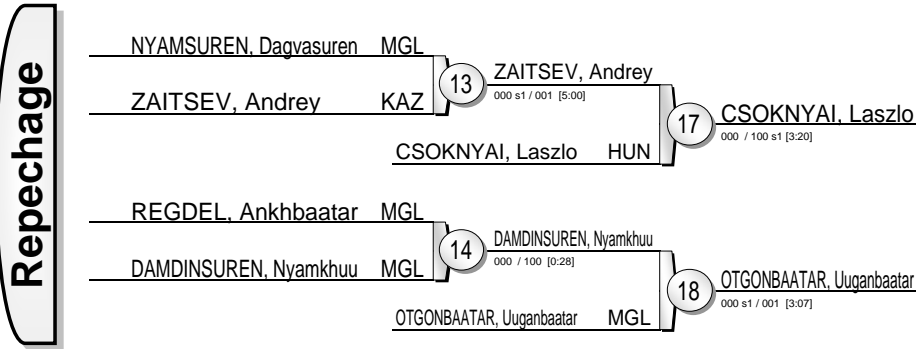 Repechage
NYAMSUREN, Dagvasuren MGL
ZAITSEV, Andrey KAZ
13
ZAITSEV, Andrey
000 s1 / 001 [5:00]
CSOKNYAI, Laszlo HUN
17
CSOKNYAI, Laszlo
000 / 100 s1 [3:20]
REGDEL, Ankhbaatar MGL
DAMDINSUREN, Nyamkhuu MGL
14
DAMDINSUREN, Nyamkhuu
000 / 100 [0:28]
OTGONBAATAR, Uuganbaatar MGL
18
OTGONBAATAR, Uuganbaatar
000 s1 / 001 [3:07]